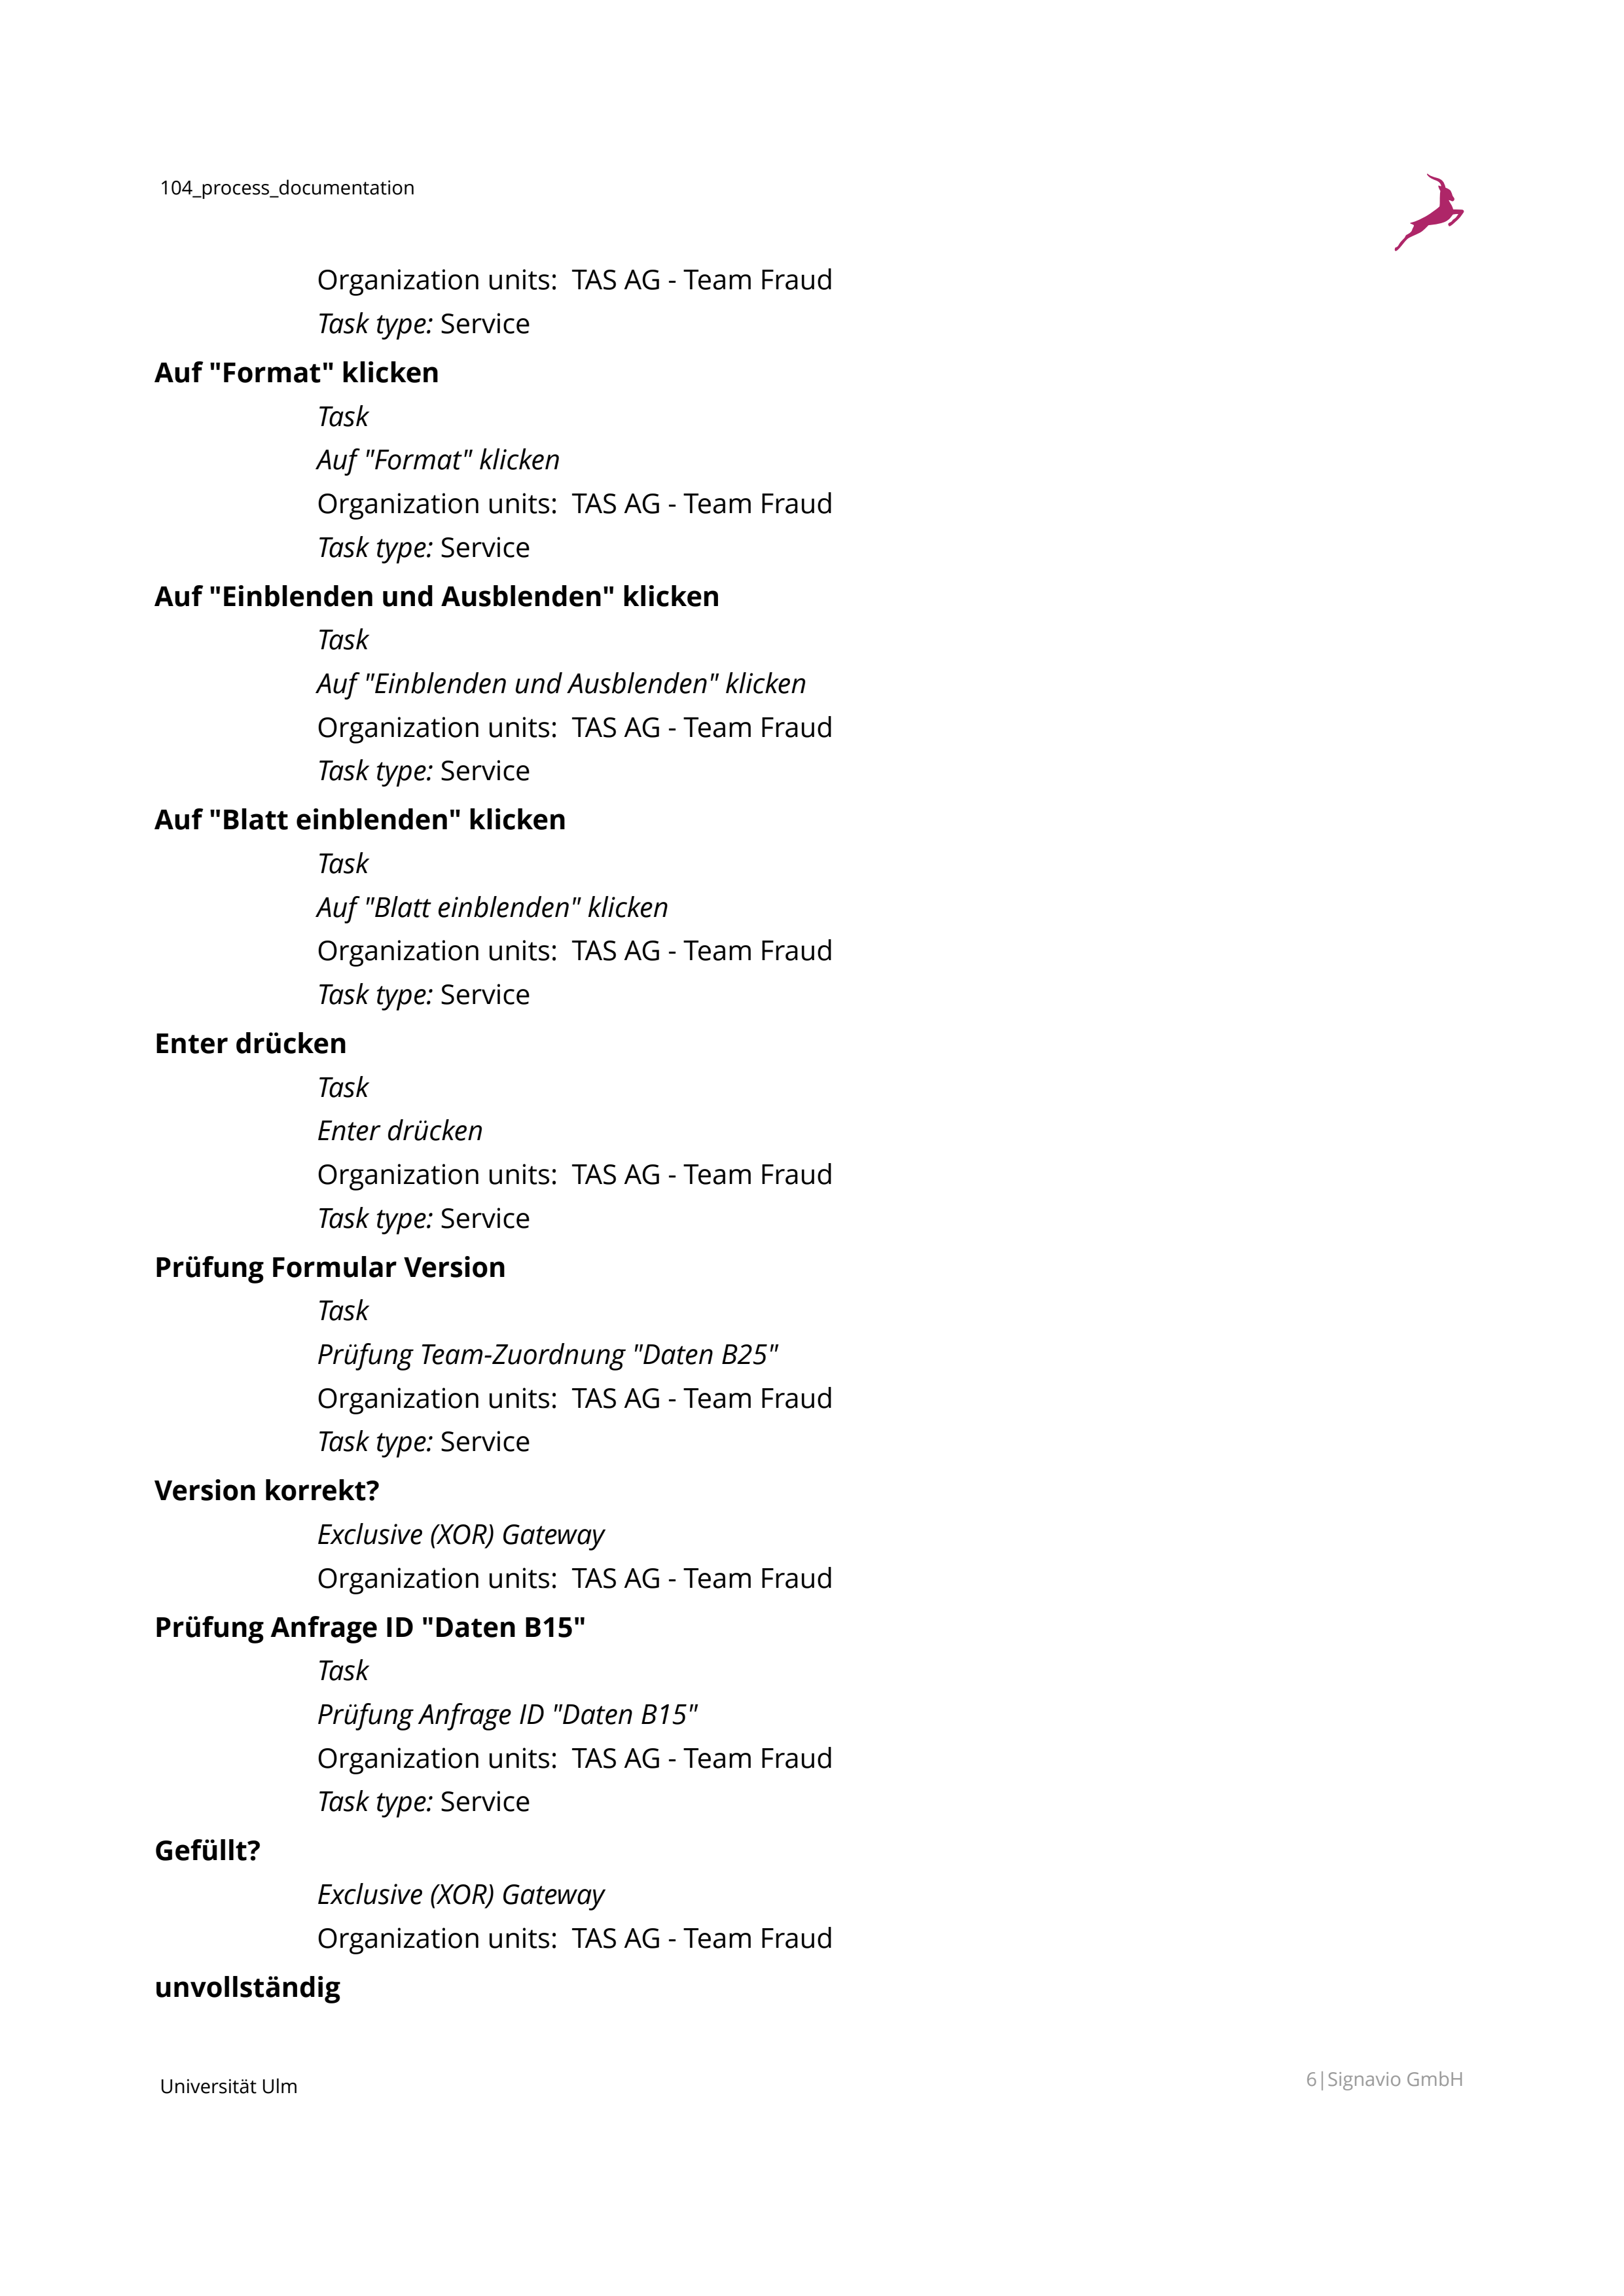 104_process_documentation
Organization units:  TAS AG - Team Fraud
Task type: Service
Auf "Format" klicken
Task
Auf "Format" klicken
Organization units:  TAS AG - Team Fraud
Task type: Service
Auf "Einblenden und Ausblenden" klicken
Task
Auf "Einblenden und Ausblenden" klicken
Organization units:  TAS AG - Team Fraud
Task type: Service
Auf "Blatt einblenden" klicken
Task
Auf "Blatt einblenden" klicken
Organization units:  TAS AG - Team Fraud
Task type: Service
Enter drücken
Task
Enter drücken
Organization units:  TAS AG - Team Fraud
Task type: Service
Prüfung Formular Version
Task
Prüfung Team-Zuordnung "Daten B25"
Organization units:  TAS AG - Team Fraud
Task type: Service
Version korrekt?
Exclusive (XOR) Gateway
Organization units:  TAS AG - Team Fraud
Prüfung Anfrage ID "Daten B15"
Task
Prüfung Anfrage ID "Daten B15"
Organization units:  TAS AG - Team Fraud
Task type: Service
Gefüllt?
Exclusive (XOR) Gateway
Organization units:  TAS AG - Team Fraud
unvollständig
Universität Ulm
6|Signavio GmbH